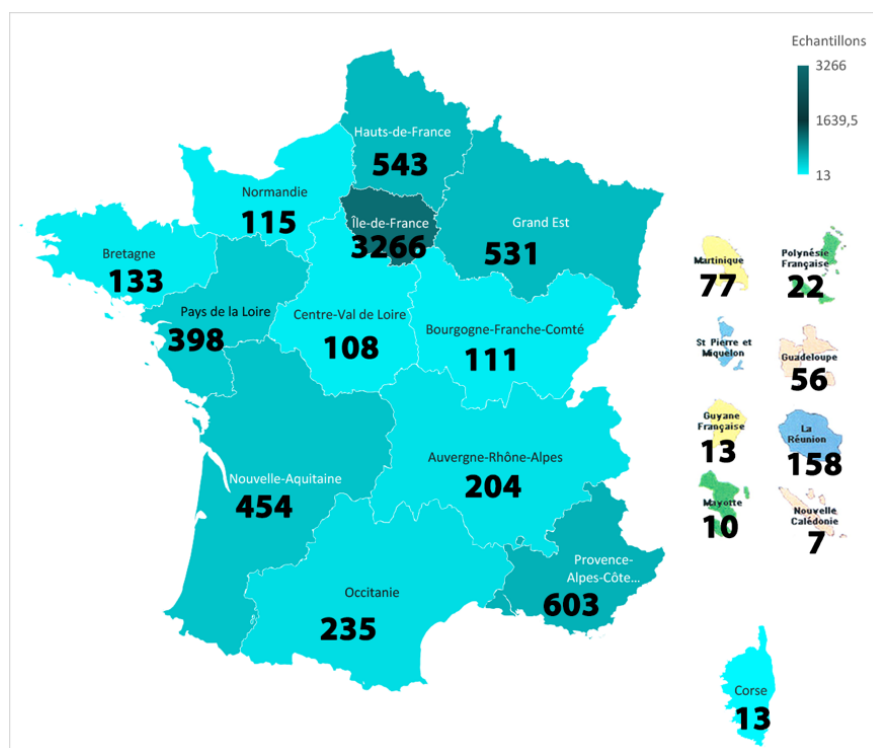 Echantillons
3266
1639,5
13
Hauts-de-France
543
Normandie
115
Île-de-France
3266
Grand Est
531
Bretagne
133
Pays de la Loire
398
Centre-Val de Loire
108
Bourgogne-Franche-Comté
111
Nouvelle-Aquitaine
454
Auvergne-Rhône-Alpes
204
Occitanie
235
Provence-
Alpes-Côte...
603
Martinique
77
Polynésie
Française
22
St Pierre et
Miquelon
Guadeloupe
56
Guyane
Française
13
La
Réunion
158
Mayotte
10
Nouvelle
Calédonie
7
Corse
13